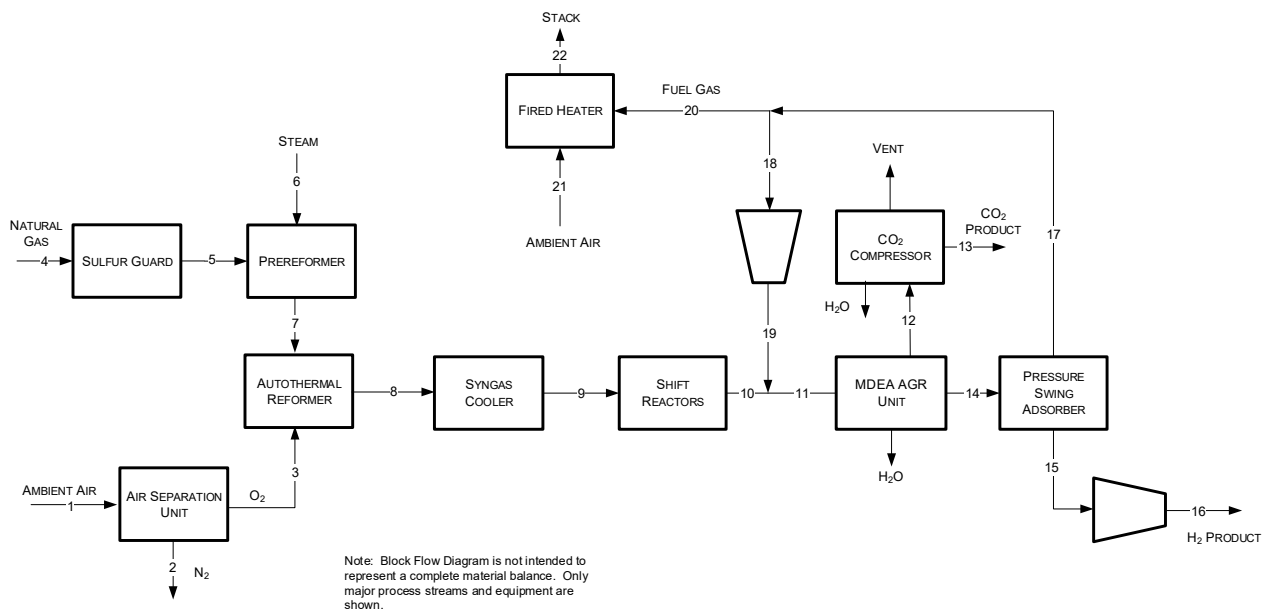 STACK
22
FIRED HEATER
FUEL GAS
20
21
AMBIENT AIR
18
19
VENT
CO2
COMPRESSOR
CO2
PRODUCT
13
H2O
12
17
STEAM
6
NATURAL
GAS
4
SULFUR GUARD
5
PREREFORMER
7
AUTOTHERMAL
REFORMER
8
SYNGAS
COOLER
9
SHIFT
REACTORS
10
11
MDEA AGR
UNIT
14
PRESSURE
SWING
ADSORBER
H2O
15
16
H2 PRODUCT
3
AMBIENT AIR
1
AIR SEPARATION
UNIT
O2
2
N2
Note: Block Flow Diagram is not intended to
represent a complete material balance. Only
major process streams and equipment are
shown.